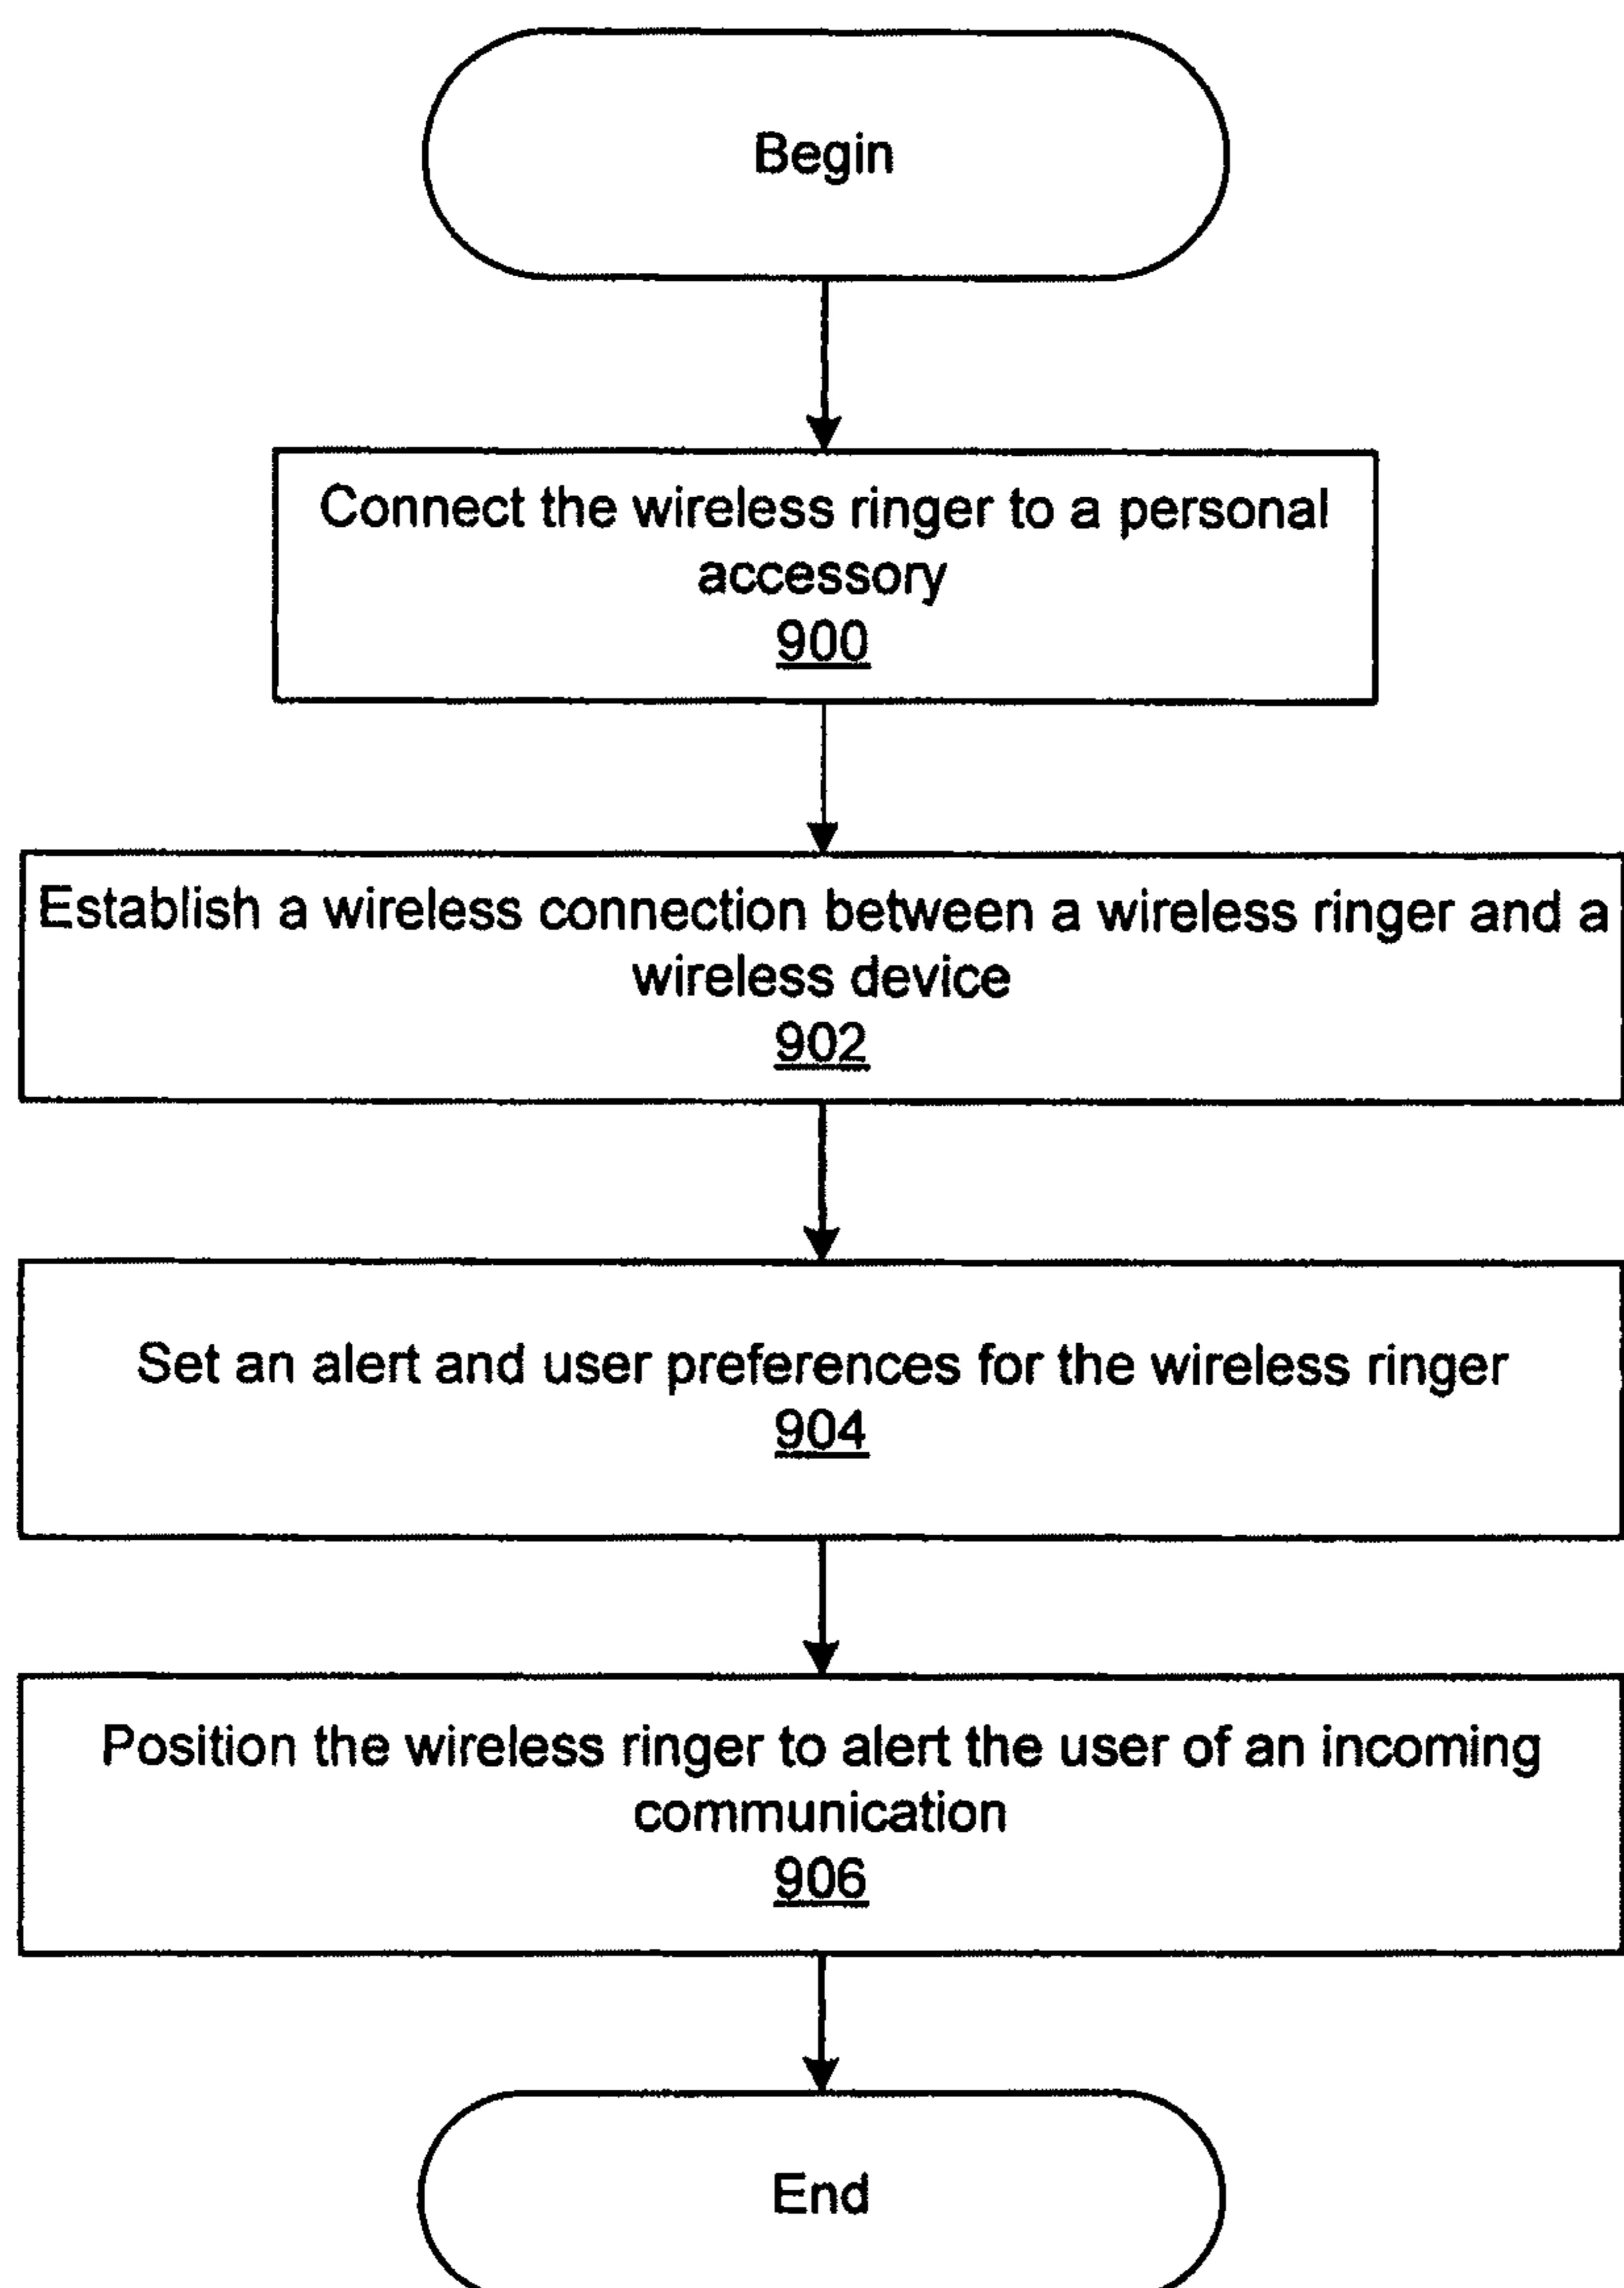 Begin
Connect the wireless ringer to a personal
accessory
900
Establish a wireless connection between a wireless ringer and a
wireless device
902
Set an alert and user preferences for the wireless ringer
904
Position the wireless ringer to alert the user of an incoming
communication
906
End